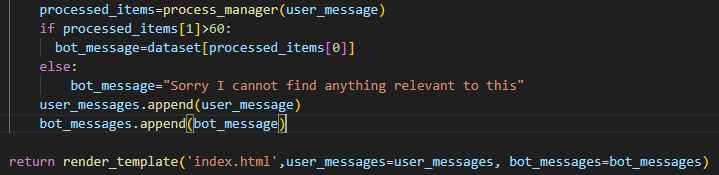 processed_items=process_manager(user_message)
if processed_items[1]>60:
bot_message=dataset[processed_items[0]]
else:
bot_message="Sorry I cannot find anything relevant to this"
user_messages.append(user_message)
bot_messages.append(bot_message)
return render_template('index.html',user_messages=user_messages, bot_messages=bot_messages)